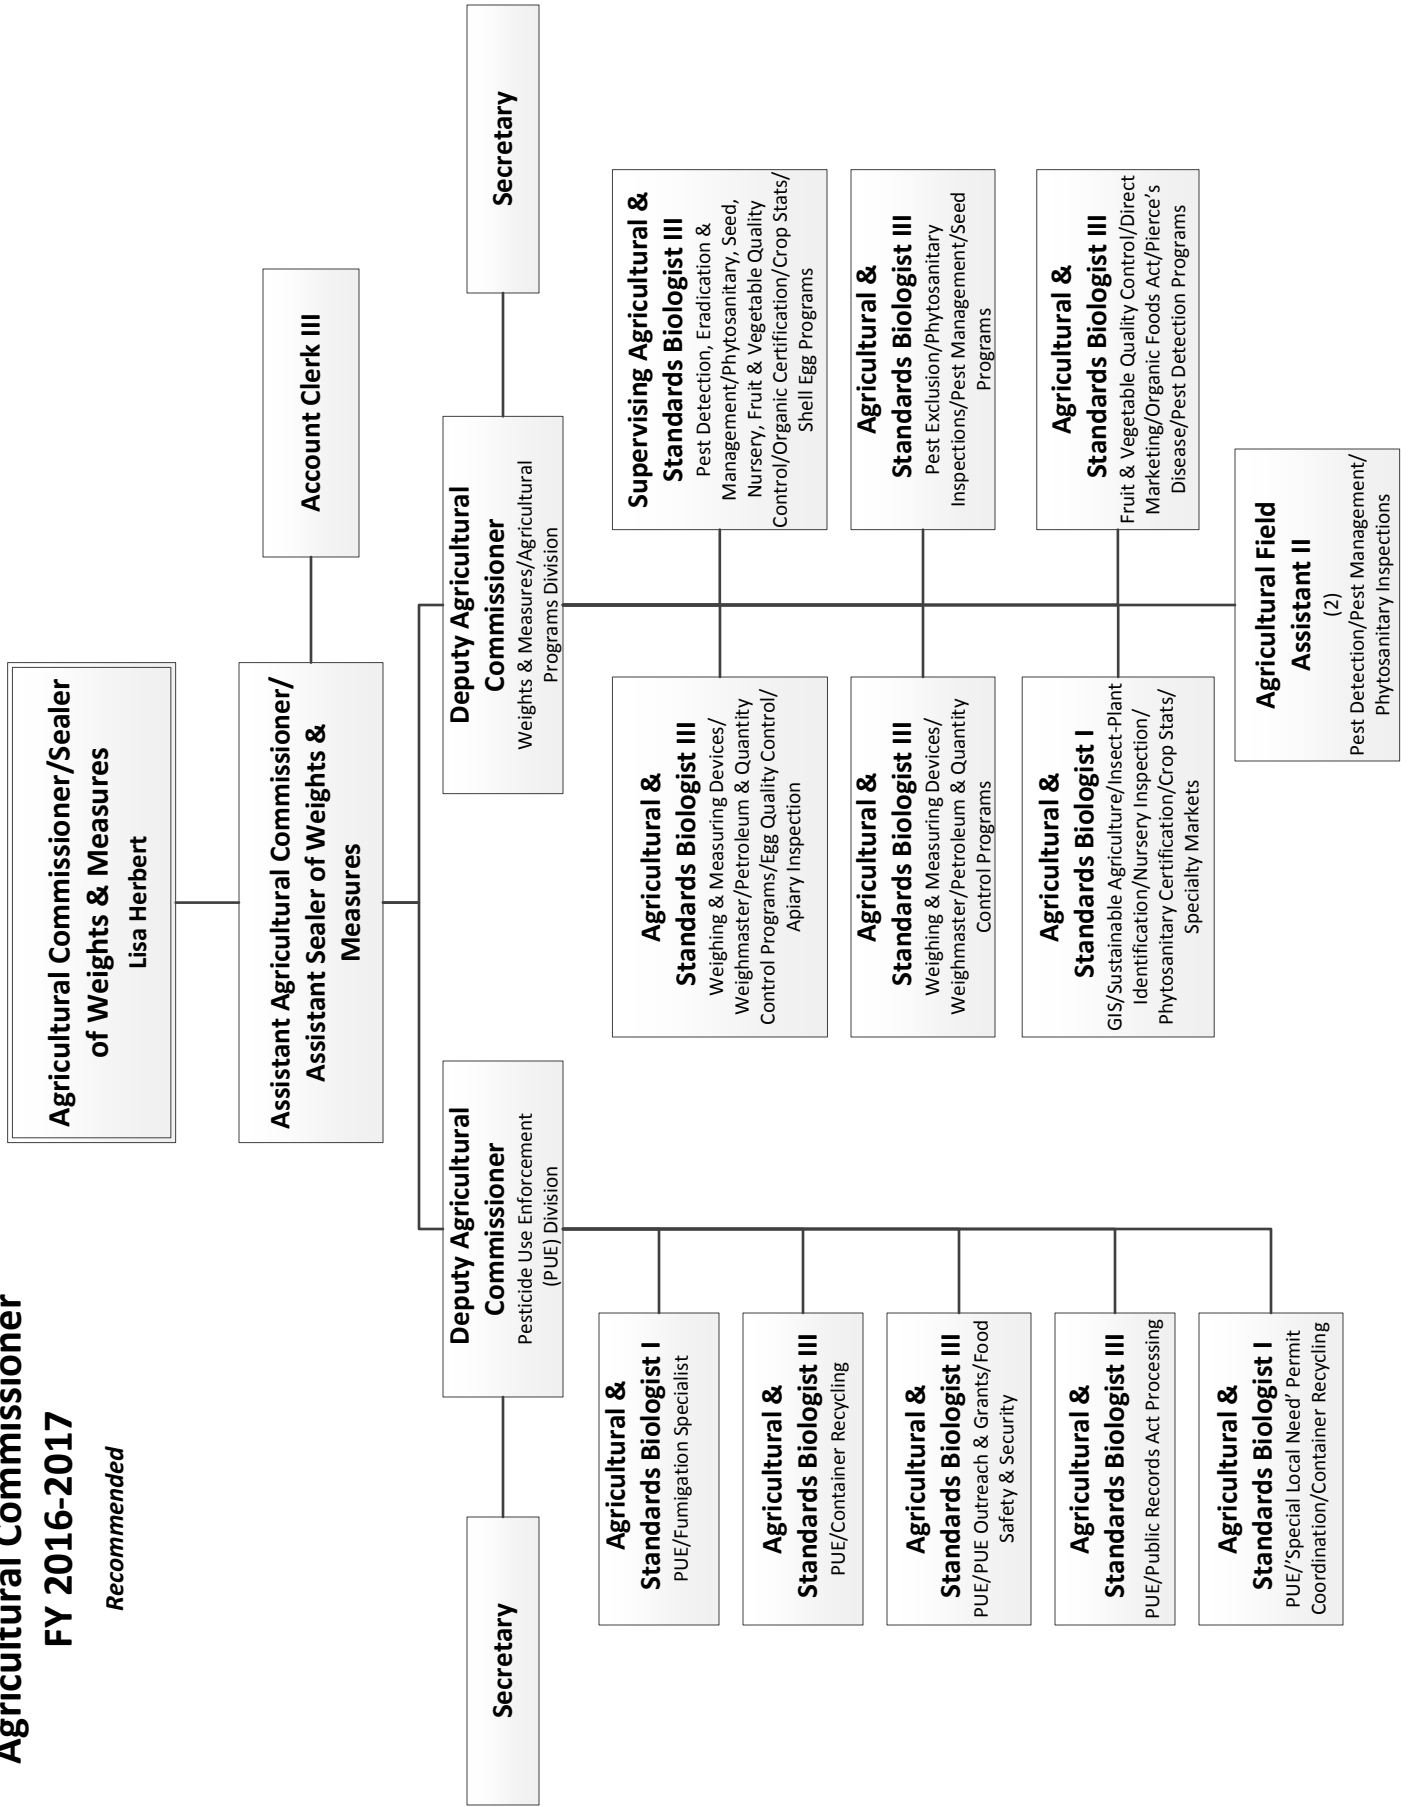 Agricultural Commissioner
FY 2016-2017
Recommended
Agricultural Commissioner/Sealer
of Weights & Measures
Lisa Herbert
Assistant Agricultural Commissioner/
Assistant Sealer of Weights &
Measures
Account Clerk III
Secretary
Deputy Agricultural
Commissioner
Pesticide Use Enforcement
(PUE) Division
Deputy Agricultural
Commissioner
Weights & Measures/Agricultural
Programs Division
Secretary
Agricultural &
Standards Biologist I
PUE/Fumigation Specialist
Agricultural &
Standards Biologist III
PUE/Container Recycling
Agricultural &
Standards Biologist III
PUE/PUE Outreach & Grants/Food
Safety & Security
Agricultural &
Standards Biologist III
PUE/Public Records Act Processing
Agricultural &
Standards Biologist I
PUE/'Special Local Need' Permit
Coordination/Container Recycling
Agricultural &
Standards Biologist III
Weighing & Measuring Devices/
Weighmaster/Petroleum & Quantity
Control Programs/Egg Quality Control/
Apiary Inspection
Supervising Agricultural &
Standards Biologist III
Pest Detection, Eradication &
Management/Phytosanitary, Seed,
Nursery, Fruit & Vegetable Quality
Control/Organic Certification/Crop Stats/
Shell Egg Programs
Agricultural &
Standards Biologist III
Weighing & Measuring Devices/
Weighmaster/Petroleum & Quantity
Control Programs
Agricultural &
Standards Biologist III
Pest Exclusion/Phytosanitary
Inspections/Pest Management/Seed
Programs
Agricultural &
Standards Biologist I
GIS/Sustainable Agriculture/Insect-Plant
Identification/Nursery Inspection/
Phytosanitary Certification/Crop Stats/
Specialty Markets
Agricultural &
Standards Biologist III
Fruit & Vegetable Quality Control/Direct
Marketing/Organic Foods Act/Pierce's
Disease/Pest Detection Programs
Agricultural Field
Assistant II
(2)
Pest Detection/Pest Management/
Phytosanitary Inspections